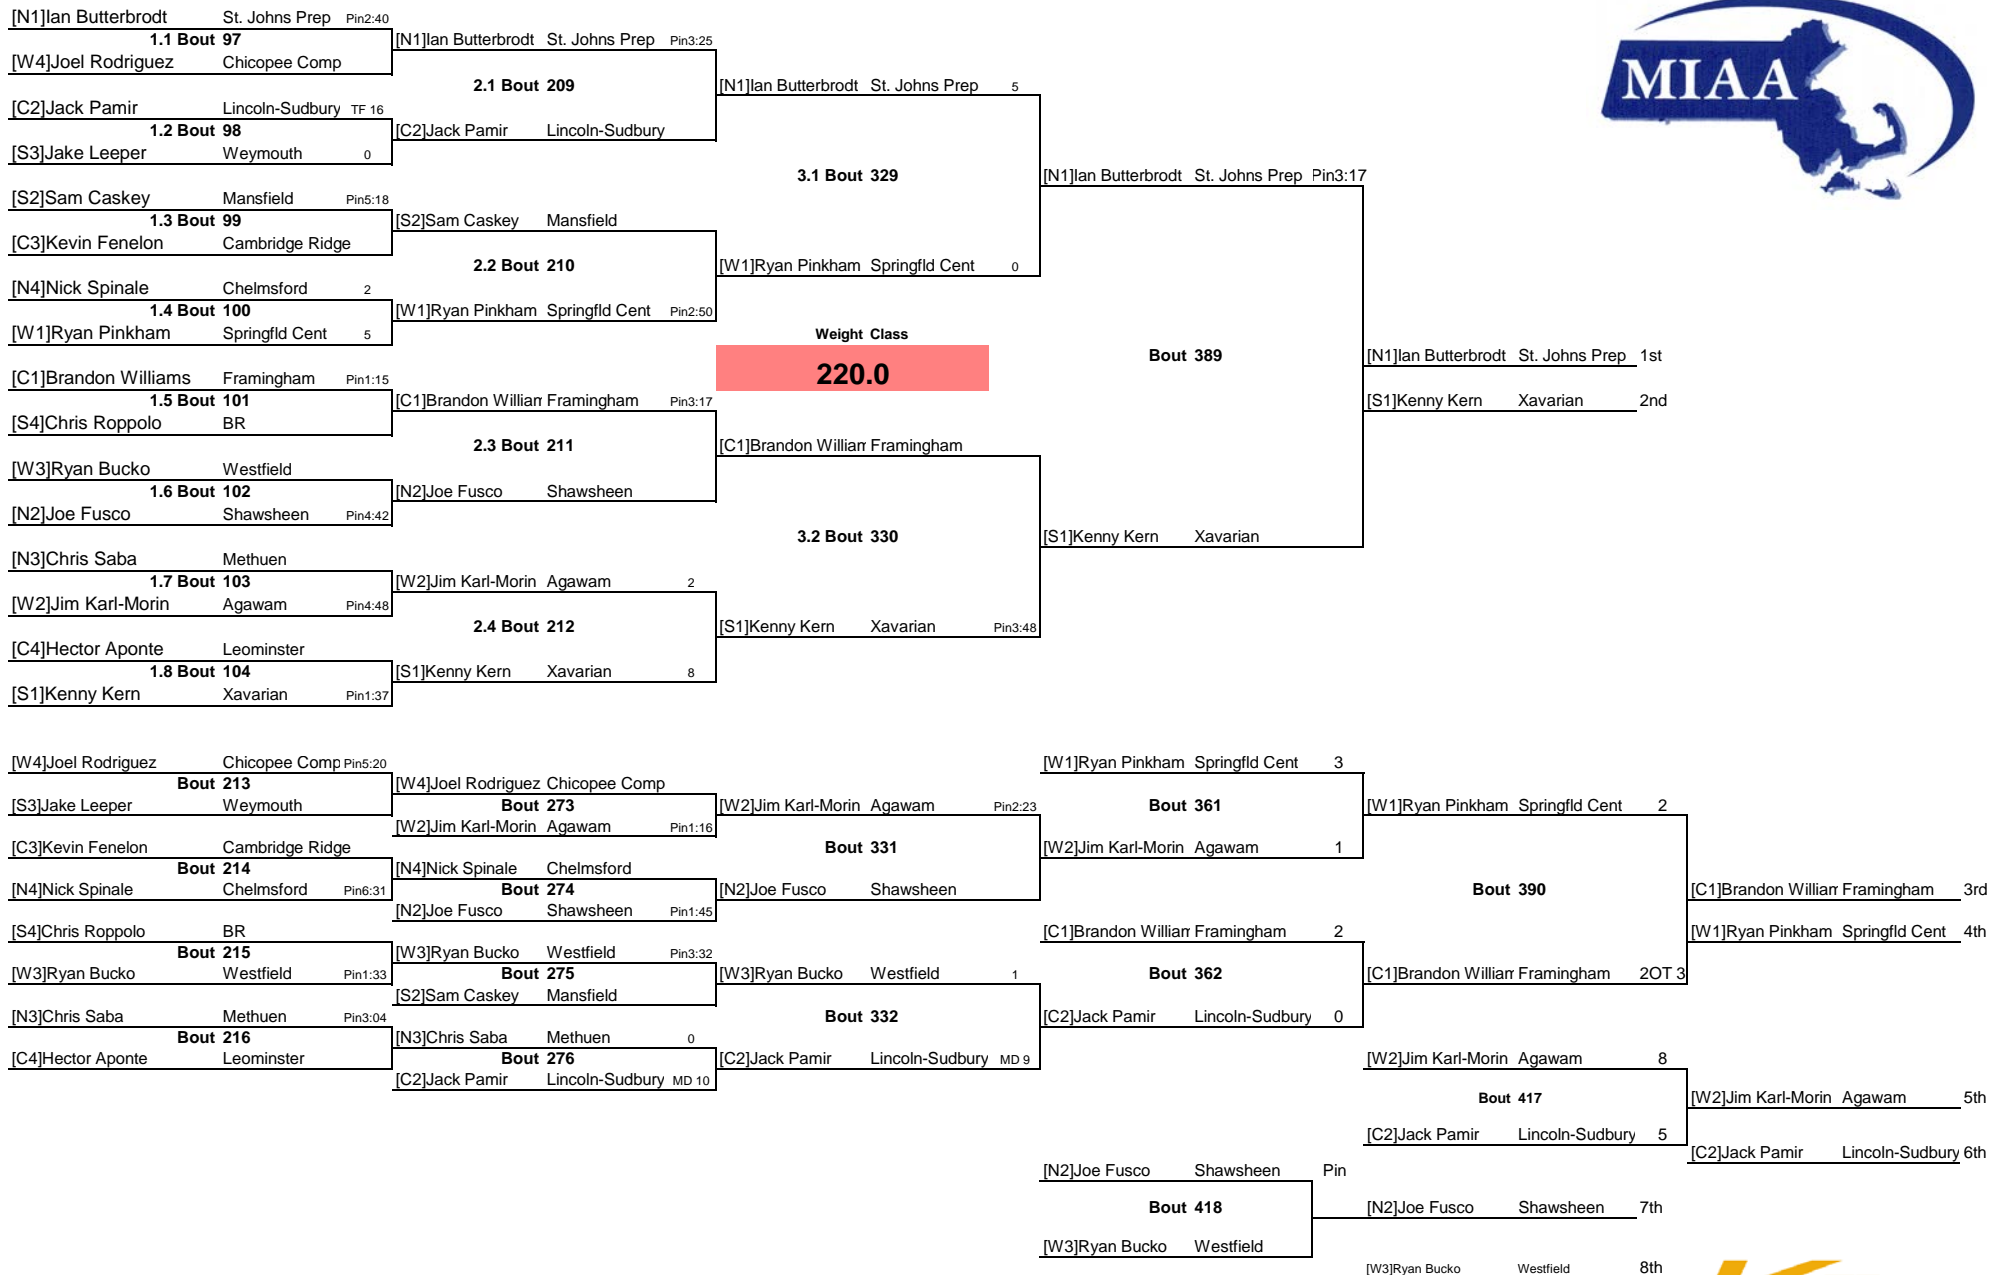 [N1]Ian Butterbrodt St. Johns Prep Pin2:40
1.1 Bout 97
[W4]Joel Rodriguez Chicopee Comp
[C2]Jack Pamir Lincoln-Sudbury TF 16
1.2 Bout 98
[S3]Jake Leeper Weymouth 0
[S2]Sam Caskey Mansfield Pin5:18
1.3 Bout 99
[C3]Kevin Fenelon Cambridge Ridge
[N4]Nick Spinale Chelmsford 2
1.4 Bout 100
[W1]Ryan Pinkham Springfld Cent 5
[C1]Brandon Williams Framingham Pin1:15
1.5 Bout 101
[S4]Chris Roppolo BR
[W3]Ryan Bucko Westfield
1.6 Bout 102
[N2]Joe Fusco Shawsheen Pin4:42
[N3]Chris Saba Methuen
1.7 Bout 103
[W2]Jim Karl-Morin Agawam Pin4:48
[C4]Hector Aponte Leominster
1.8 Bout 104
[S1]Kenny Kern Xavarian Pin1:37
[N1]Ian Butterbrodt St. Johns Prep Pin3:25
2.1 Bout 209
[C2]Jack Pamir Lincoln-Sudbury
[S2]Sam Caskey Mansfield
2.2 Bout 210
[W1]Ryan Pinkham Springfld Cent Pin2:50
[C1]Brandon William Framingham Pin3:17
2.3 Bout 211
[N2]Joe Fusco Shawsheen
[W2]Jim Karl-Morin Agawam 2
2.4 Bout 212
[S1]Kenny Kern Xavarian 8
[N1]Ian Butterbrodt St. Johns Prep 5
3.1 Bout 329
[W1]Ryan Pinkham Springfld Cent 0
Weight Class
220.0
[C1]Brandon William Framingham
3.2 Bout 330
[S1]Kenny Kern Xavarian Pin3:48
[N1]Ian Butterbrodt St. Johns Prep Pin3:17
Bout 389
[S1]Kenny Kern Xavarian
[N1]Ian Butterbrodt St. Johns Prep 1st
[S1]Kenny Kern Xavarian 2nd
MIAA
[W4]Joel Rodriguez Chicopee Comp Pin5:20
Bout 213
[S3]Jake Leeper Weymouth
[C3]Kevin Fenelon Cambridge Ridge
Bout 214
[N4]Nick Spinale Chelmsford Pin6:31
[S4]Chris Roppolo BR
Bout 215
[W3]Ryan Bucko Westfield Pin1:33
[N3]Chris Saba Methuen Pin3:04
Bout 216
[C4]Hector Aponte Leominster
[W4]Joel Rodriguez Chicopee Comp
Bout 273
[W2]Jim Karl-Morin Agawam Pin1:16
[N4]Nick Spinale Chelmsford
Bout 274
[N2]Joe Fusco Shawsheen Pin1:45
[W3]Ryan Bucko Westfield Pin3:32
Bout 275
[S2]Sam Caskey Mansfield
[N3]Chris Saba Methuen 0
Bout 276
[C2]Jack Pamir Lincoln-Sudbury MD 10
[W2]Jim Karl-Morin Agawam Pin2:23
Bout 331
[N2]Joe Fusco Shawsheen
[W3]Ryan Bucko Westfield 1
Bout 332
[C2]Jack Pamir Lincoln-Sudbury MD 9
[W1]Ryan Pinkham Springfld Cent 3
Bout 361
[W2]Jim Karl-Morin Agawam 1
[C1]Brandon William Framingham 2
Bout 362
[C2]Jack Pamir Lincoln-Sudbury 0
[W1]Ryan Pinkham Springfld Cent 2
Bout 390
[C1]Brandon William Framingham 2OT 3
[C1]Brandon William Framingham 3rd
[W1]Ryan Pinkham Springfld Cent 4th
[W2]Jim Karl-Morin Agawam 8
Bout 417
[C2]Jack Pamir Lincoln-Sudbury 5
[W2]Jim Karl-Morin Agawam 5th
[C2]Jack Pamir Lincoln-Sudbury 6th
[N2]Joe Fusco Shawsheen Pin
Bout 418
[W3]Ryan Bucko Westfield
[N2]Joe Fusco Shawsheen 7th
[W3]Ryan Bucko Westfield 8th